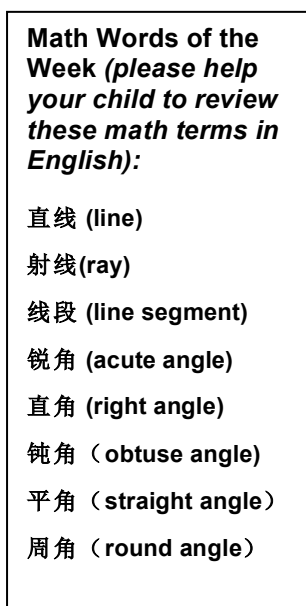 Math Words of the
Week (please help
your child to review
these math terms in
English):
直线 (line)
射线(ray)
线段 (line segment)
锐角 (acute angle)
直角 (right angle)
钝角（obtuse angle)
平角（straight angle）
周角（round angle）